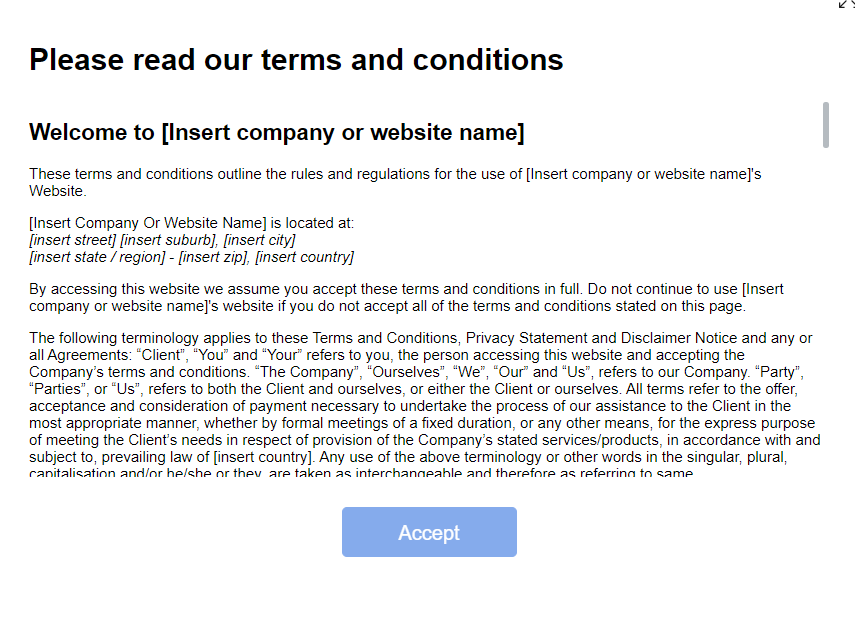 Please read our terms and conditions
Welcome to [Insert company or website name]
These terms and conditions outline the rules and regulations for the use of [Insert company or website name]'s
Website.
[Insert Company Or Website Name] is located at:
[insert street] [insert suburb], [insert city]
[insert state / region] - [insert zip], [insert country]
By accessing this website we assume you accept these terms and conditions in full. Do not continue to use [Insert
company or website name]'s website if you do not accept all of the terms and conditions stated on this page.
The following terminology applies to these Terms and Conditions, Privacy Statement and Disclaimer Notice and any or
all Agreements: “Client”, “You” and “Your” refers to you, the person accessing this website and accepting the
Company’s terms and conditions. “The Company”, “Ourselves”, “We”, “Our” and “Us”, refers to our Company. “Party”,
“Parties”, or “Us”, refers to both the Client and ourselves, or either the Client or ourselves. All terms refer to the offer,
acceptance and consideration of payment necessary to undertake the process of our assistance to the Client in the
most appropriate manner, whether by formal meetings of a fixed duration, or any other means, for the express purpose
of meeting the Client’s needs in respect of provision of the Company’s stated services/products, in accordance with and
subject to, prevailing law of [insert country]. Any use of the above terminology or other words in the singular, plural,
capitalisation and/or he/she or they, are taken as interchangeable and therefore as referring to same.
Accept